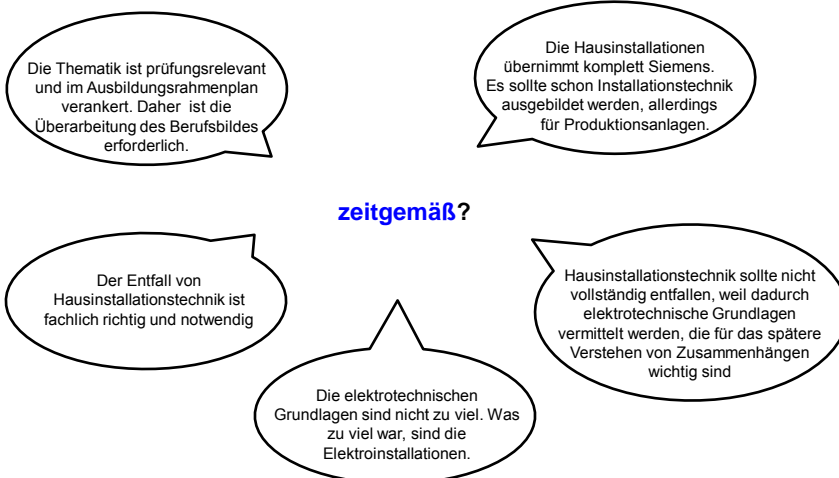 Die Thematik ist prüfungsrelevant
und im Ausbildungsrahmenplan
verankert. Daher ist die
Überarbeitung des Berufsbildes
erforderlich.
Die Hausinstallationen
übernimmt komplett Siemens.
Es sollte schon Installationstechnik
ausgebildet werden, allerdings
für Produktionsanlagen.
zeitgemäß?
Der Entfall von
Hausinstallationstechnik ist
fachlich richtig und notwendig
Hausinstallationstechnik sollte nicht
vollständig entfallen, weil dadurch
elektrotechnische Grundlagen
vermittelt werden, die für das spätere
Verstehen von Zusammenhängen
wichtig sind
Die elektrotechnischen
Grundlagen sind nicht zu viel. Was
zu viel war, sind die
Elektroinstallationen.